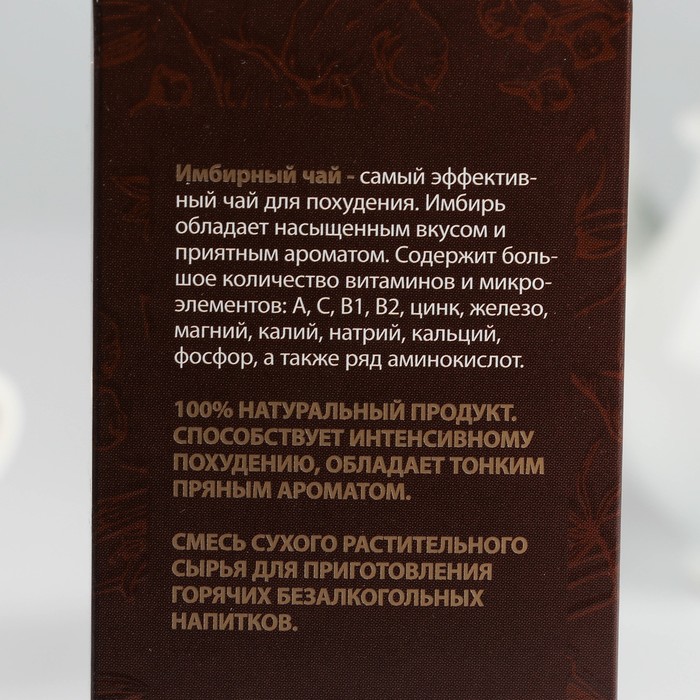 Имбирный чай - самый эффектив-
ный чай для похудения. Имбирь
обладает насыщенным вкусом и
приятным ароматом. Содержит боль-
шое количество витаминов и микро-
элементов: А, С, В1, В2, цинк, железо,
магний, калий, натрий, кальций,
фосфор, а также ряд аминокислот.
100% НАТУРАЛЬНЫЙ ПРОДУКТ.
СПОСОБСТВУЕТ ИНТЕНСИВНОМУ
ПОХУДЕНИЮ, ОБЛАДАЕТ ТОНКИМ
ПРЯНЫМ АРОМАТОМ.
СМЕСЬ СУХОГО РАСТИТЕЛЬНОГО
СЫРЬЯ ДЛЯ ПРИГОТОВЛЕНИЯ
ГОРЯЧИХ БЕЗАЛКОГОЛЬНЫХ
НАПИТКОВ.